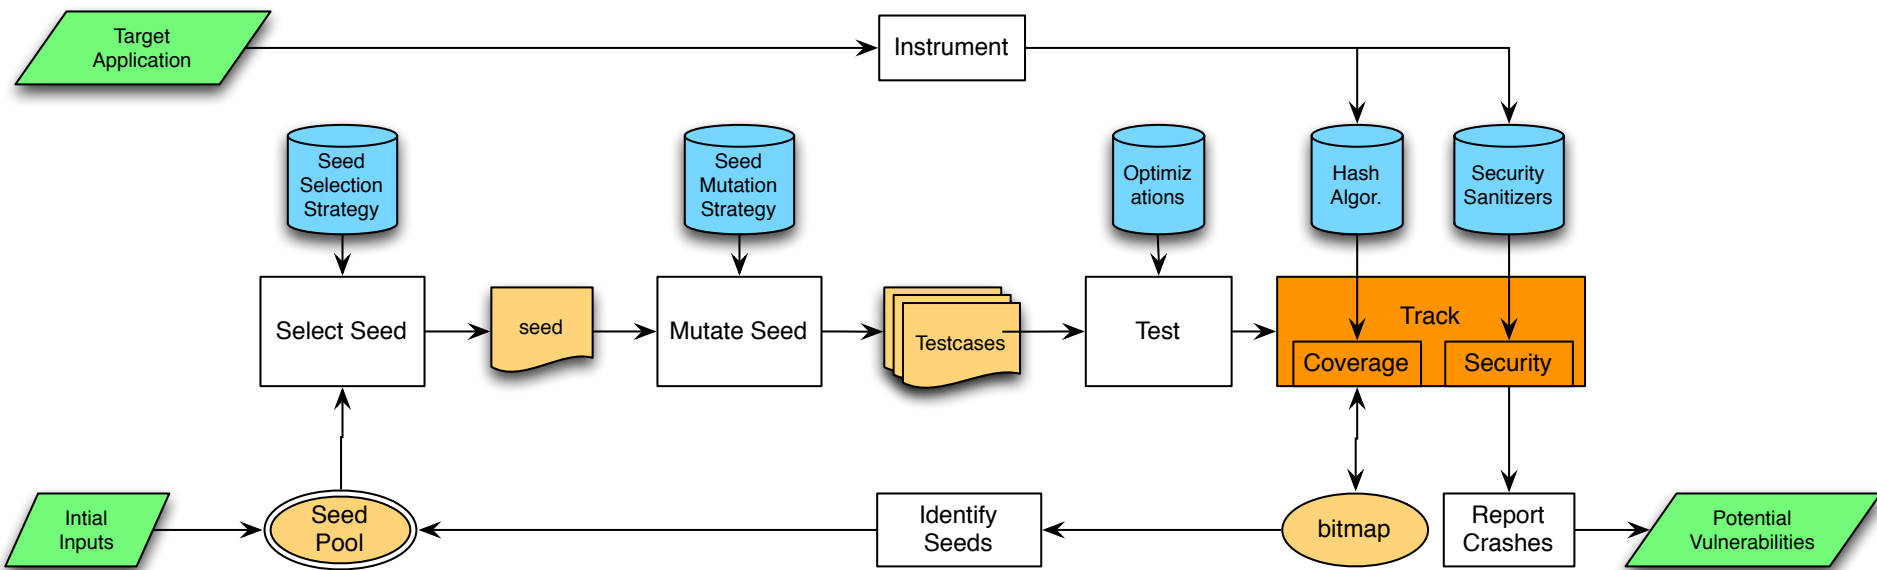 Target
Application
Instrument
Seed
Selection
Strategy
Seed
Mutation
Strategy
Optimiz
ations
Hash
Algor.
Security
Sanitizers
Select Seed
seed
Mutate Seed
Testcases
Test
Track
Coverage
Security
Intial
Inputs
Seed
Pool
Identify
Seeds
bitmap
Report
Crashes
Potential
Vulnerabilities